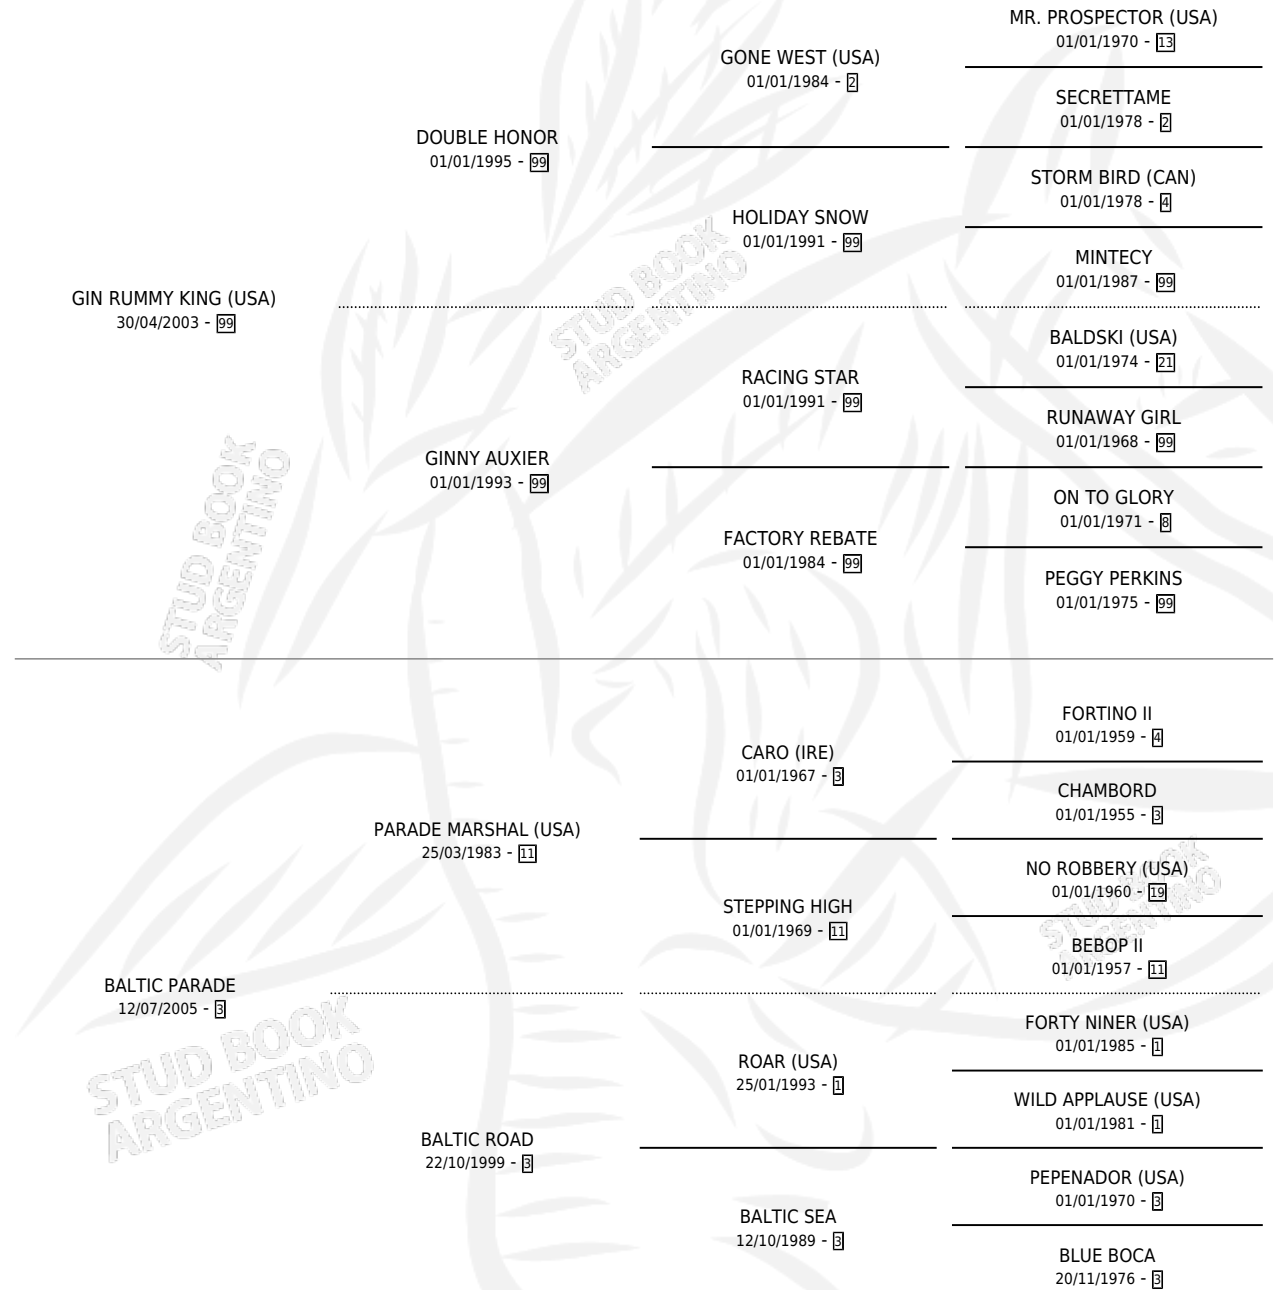 MR. PROSPECTOR (USA)
01/01/1970 - 13
GONE WEST (USA)
01/01/1984 - 2
SECRETTAME
01/01/1978 - 2
DOUBLE HONOR
01/01/1995 - 99
STORM BIRD (CAN)
01/01/1978 - 4
HOLIDAY SNOW
01/01/1991 - 99
MINTECY
01/01/1987 - 99
GIN RUMMY KING (USA)
30/04/2003 - 99
BALDSKI (USA)
01/01/1974 - 21
RACING STAR
01/01/1991 - 99
RUNAWAY GIRL
01/01/1968 - 99
GINNY AUXIER
01/01/1993 - 99
ON TO GLORY
01/01/1971 - 8
FACTORY REBATE
01/01/1984 - 99
PEGGY PERKINS
01/01/1975 - 99
FORTINO II
01/01/1959 - 4
CARO (IRE)
01/01/1967 - 3
CHAMBORD
01/01/1955 - 3
PARADE MARSHAL (USA)
25/03/1983 - 11
NO ROBBERY (USA)
01/01/1960 - 19
STEPPING HIGH
01/01/1969 - 11
BEBOP II
01/01/1957 - 11
BALTIC PARADE
12/07/2005 - 3
FORTY NINER (USA)
01/01/1985 - 1
ROAR (USA)
25/01/1993 - 1
WILD APPLAUSE (USA)
01/01/1981 - 1
BALTIC ROAD
22/10/1999 - 3
PEPENADOR (USA)
01/01/1970 - 3
BALTIC SEA
12/10/1989 - 3
BLUE BOCA
20/11/1976 - 3
STUD BOOK
ARGENTINO
STUD BOOK
ARGENTINO
STUD BOOK
ARGENTINO
STUD BOOK
ARGENTINO